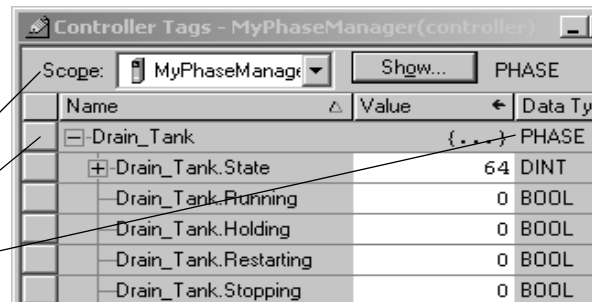 Controller Tags - MyPhaseManager(controller)
Scope: MyPhaseManage Show... PHASE
Name Value Data Ty
Drain_Tank {...} PHASE
Drain_Tank.State 64 DINT
Drain_Tank.Running 0 BOOL
Drain_Tank.Holding 0 BOOL
Drain_Tank.Restarting 0 BOOL
Drain_Tank.Stopping 0 BOOL